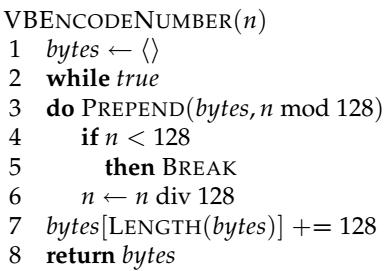 VBENCODENUMBER(n)
1 bytes ← ⟨⟩
2 while true
3 do PREPEND(bytes, n mod 128)
4 if n < 128
5 then BREAK
6 n ← n div 128
7 bytes[LENGTH(bytes)] += 128
8 return bytes